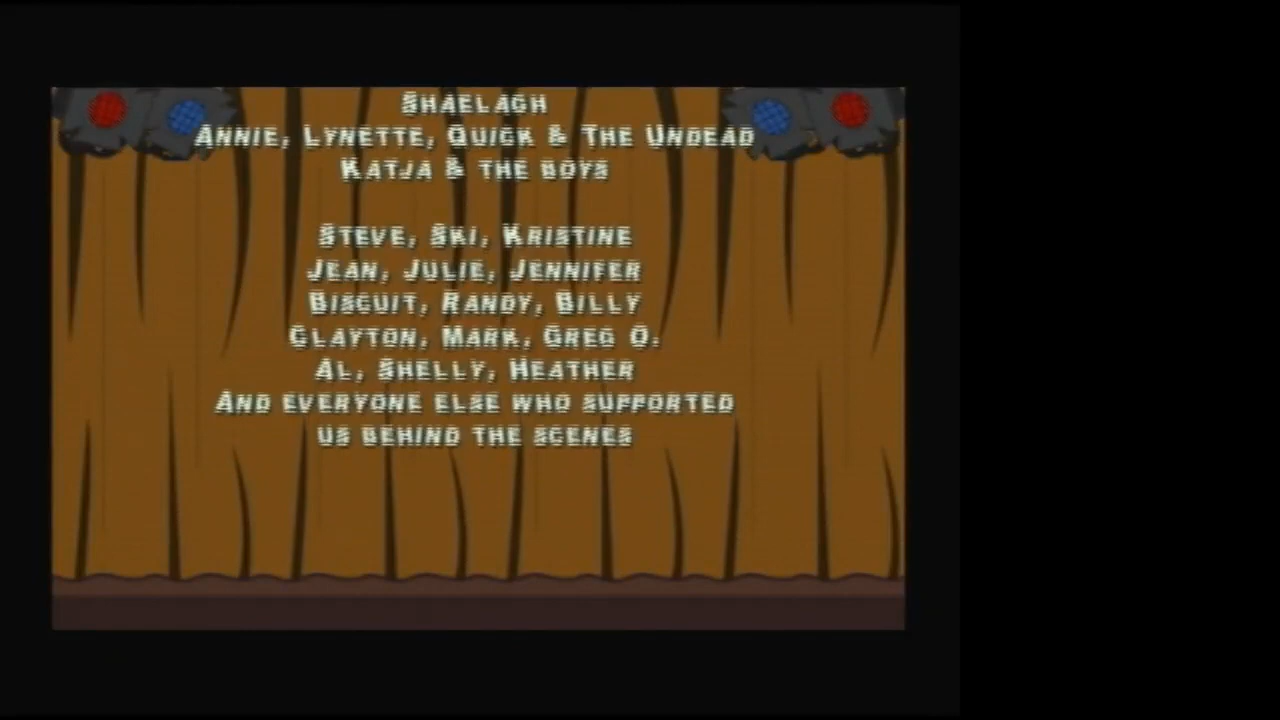 Shaelagh
Annie, Lynette, Quick & The Undead
Katja & the boys
Steve, Ski, Kristine
Jean, Julie, Jennifer
Biscuit, Randy, Billy
Clayton, Mark, Greg O.
Al, Shelly, Heather
And everyone else who supported
us behind the scenes